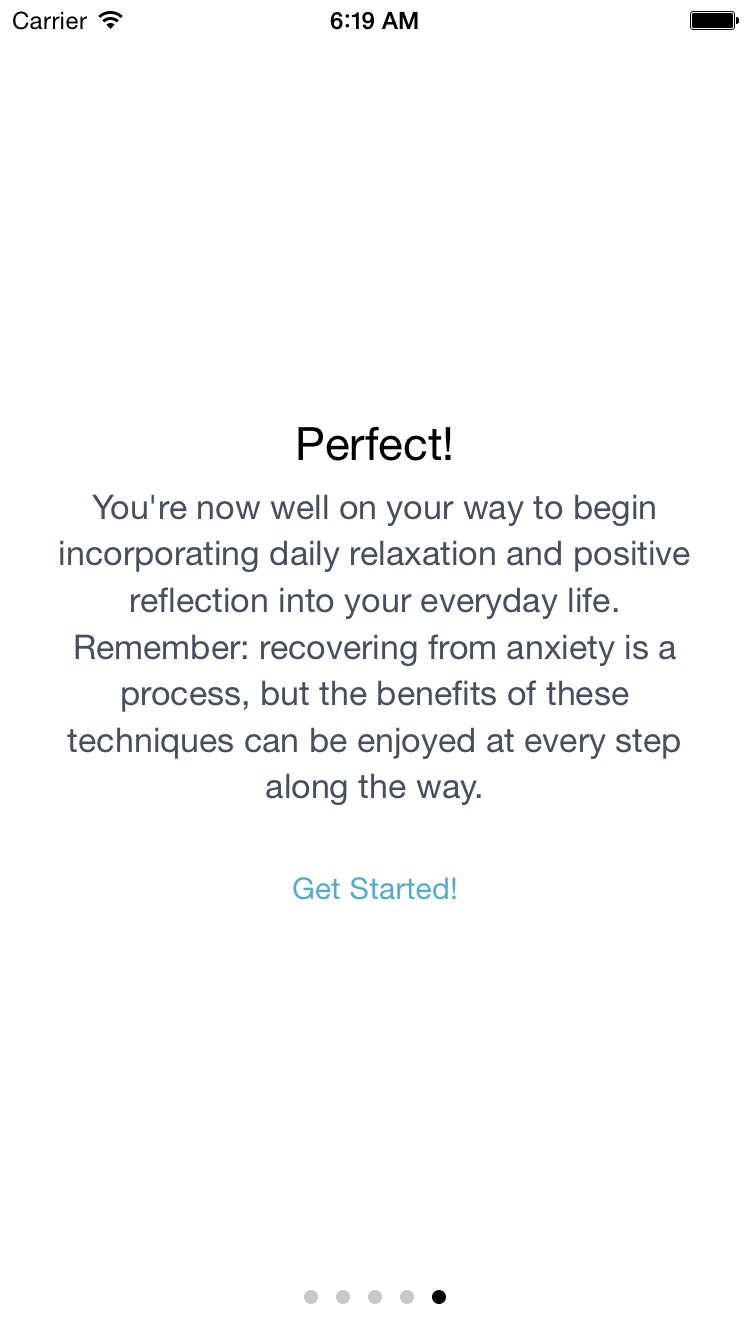 Carrier 6:19 AM
Perfect!
You're now well on your way to begin
incorporating daily relaxation and positive
reflection into your everyday life.
Remember: recovering from anxiety is a
process, but the benefits of these
techniques can be enjoyed at every step
along the way.
Get Started!